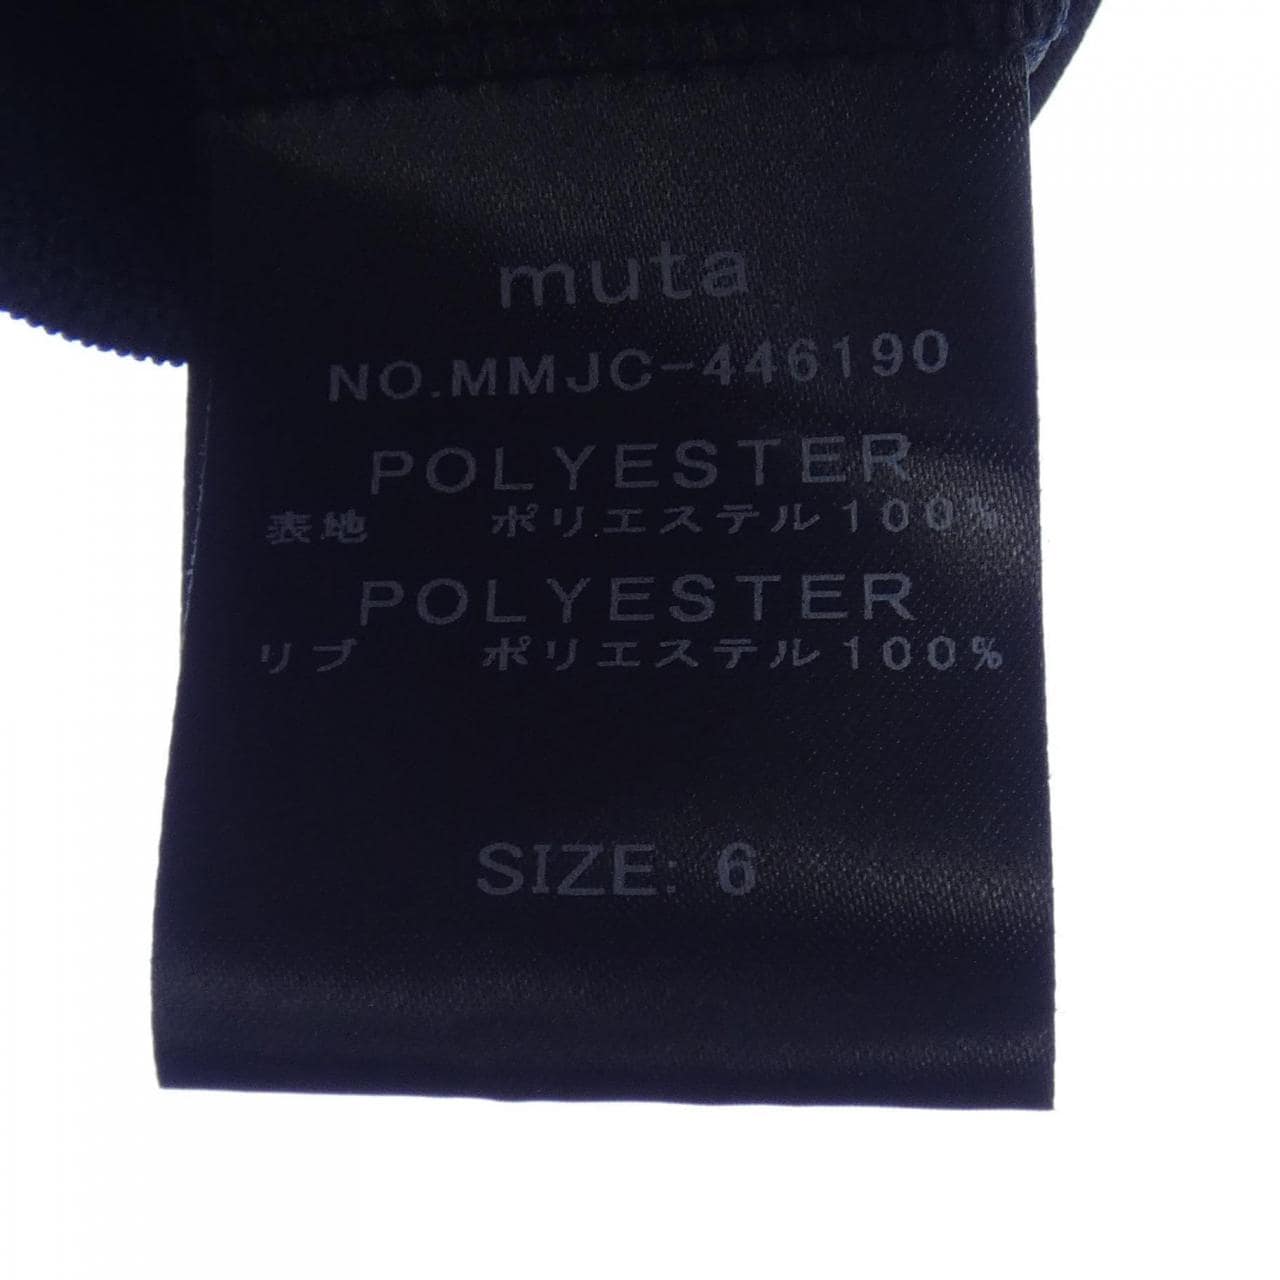 muta
NO.MMJC-446190
POLYESTER
表地 ポリエステル100%
POLYESTER
リブ ポリエステル100%
SIZE: 6